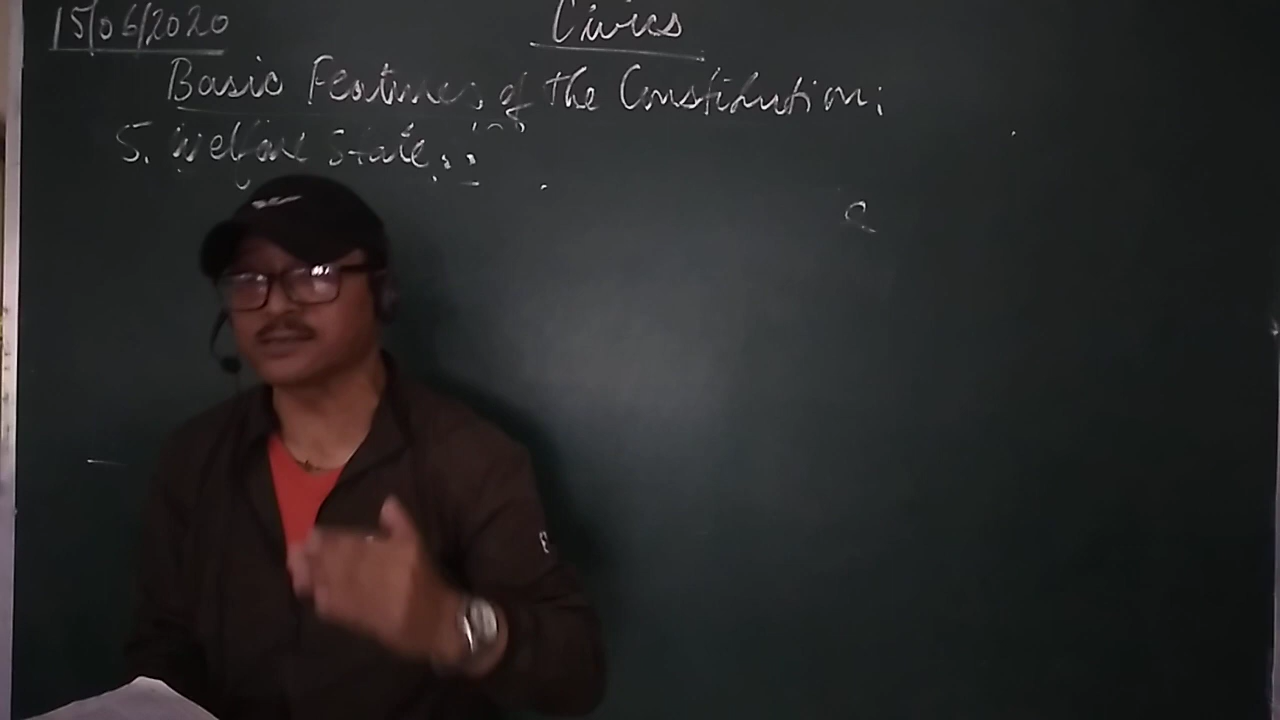 15/06/2020
Civics
Basic Features of the Constitution:
5. Welfare State :